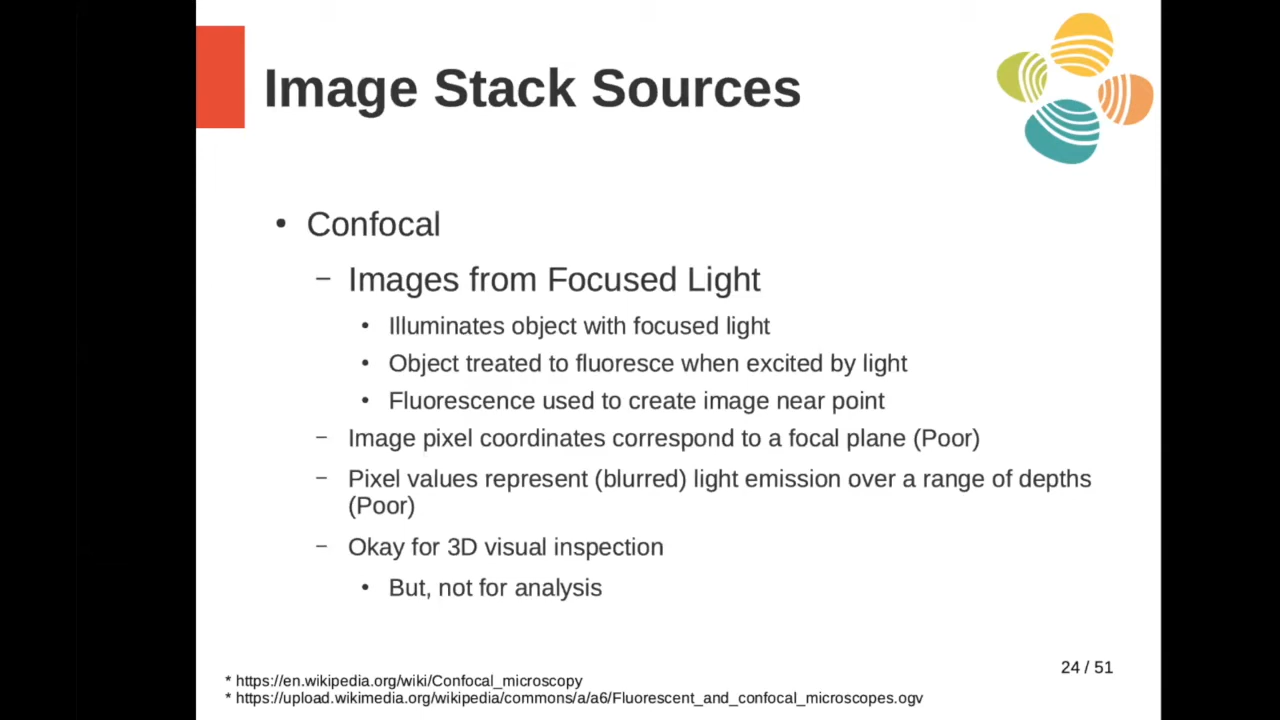 Image Stack Sources
• Confocal
– Images from Focused Light
• Illuminates object with focused light
• Object treated to fluoresce when excited by light
• Fluorescence used to create image near point
– Image pixel coordinates correspond to a focal plane (Poor)
– Pixel values represent (blurred) light emission over a range of depths
(Poor)
– Okay for 3D visual inspection
• But, not for analysis
24 / 51
* https://en.wikipedia.org/wiki/Confocal_microscopy
* https://upload.wikimedia.org/wikipedia/commons/a/a6/Fluorescent_and_confocal_microscopes.ogv